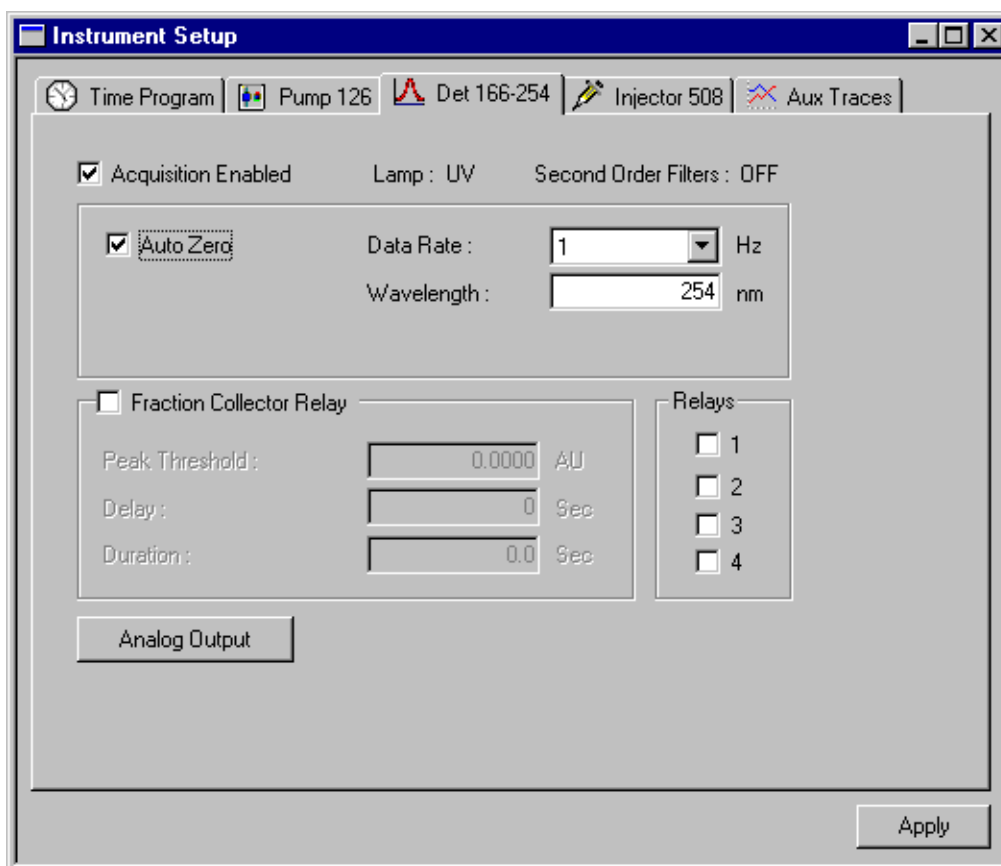 Instrument Setup
Time Program Pump 126 Det 166-254 Injector 508 Aux Traces
Acquisition Enabled Lamp : UV Second Order Filters : OFF
Auto Zero Data Rate : 1 Hz
Wavelength : 254 nm
Fraction Collector Relay Relays
Peak Threshold : 0.0000 AU 1
2
Delay : 0 Sec
3
Duration : 0.0 Sec 4
Analog Output
Apply